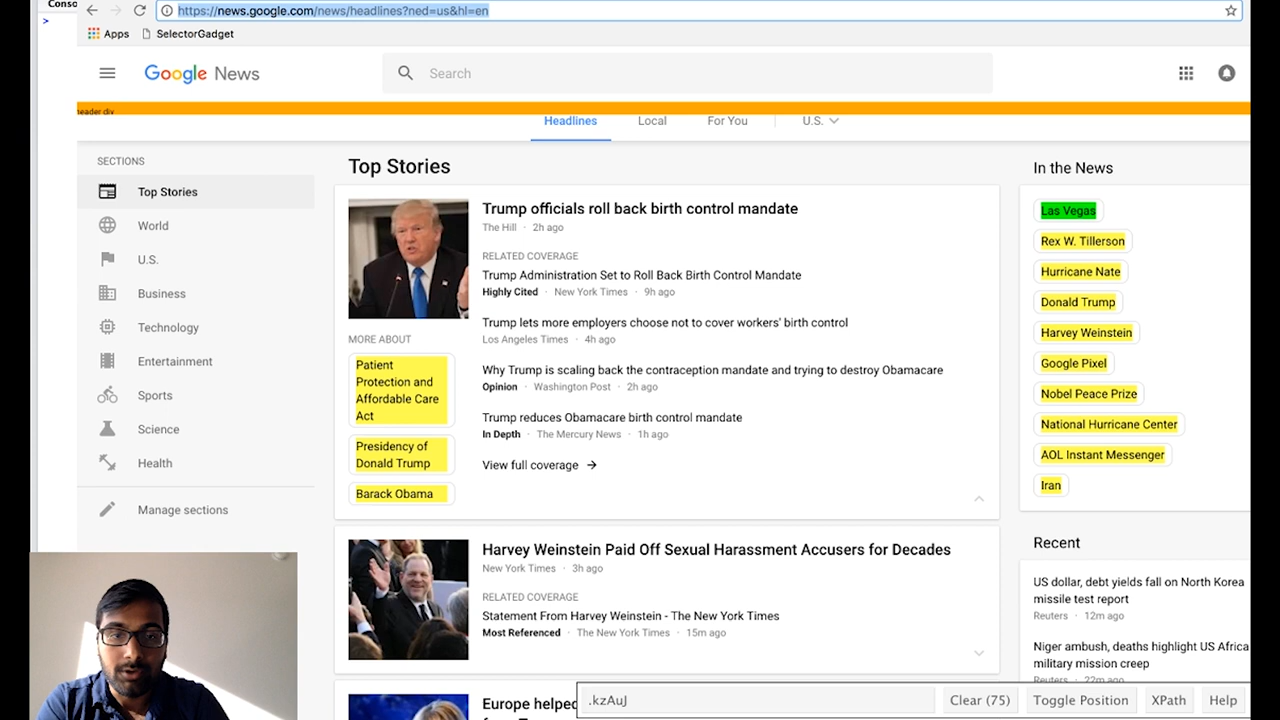 Conso
https://news.google.com/news/headlines?ned=us&hl=en
>
Apps SelectorGadget
Google News
Search
header div
Headlines Local For You U.S.
SECTIONS
Top Stories
World
U.S.
Business
Technology
Entertainment
Sports
Science
Health
Manage sections
Top Stories
Trump officials roll back birth control mandate
The Hill · 2h ago
RELATED COVERAGE
Trump Administration Set to Roll Back Birth Control Mandate
Highly Cited · New York Times · 9h ago
Trump lets more employers choose not to cover workers' birth control
Los Angeles Times · 4h ago
Why Trump is scaling back the contraception mandate and trying to destroy Obamacare
Opinion · Washington Post · 2h ago
Trump reduces Obamacare birth control mandate
In Depth · The Mercury News · 1h ago
View full coverage →
MORE ABOUT
Patient
Protection and
Affordable Care
Act
Presidency of
Donald Trump
Barack Obama
Harvey Weinstein Paid Off Sexual Harassment Accusers for Decades
New York Times · 3h ago
RELATED COVERAGE
Statement From Harvey Weinstein - The New York Times
Most Referenced · The New York Times · 15m ago
Europe helped
In the News
Las Vegas
Rex W. Tillerson
Hurricane Nate
Donald Trump
Harvey Weinstein
Google Pixel
Nobel Peace Prize
National Hurricane Center
AOL Instant Messenger
Iran
Recent
US dollar, debt yields fall on North Korea
missile test report
Reuters · 12m ago
Niger ambush, deaths highlight US Africa
military mission creep
Reuters · 22m ago
.kzAuJ Clear (75) Toggle Position XPath Help